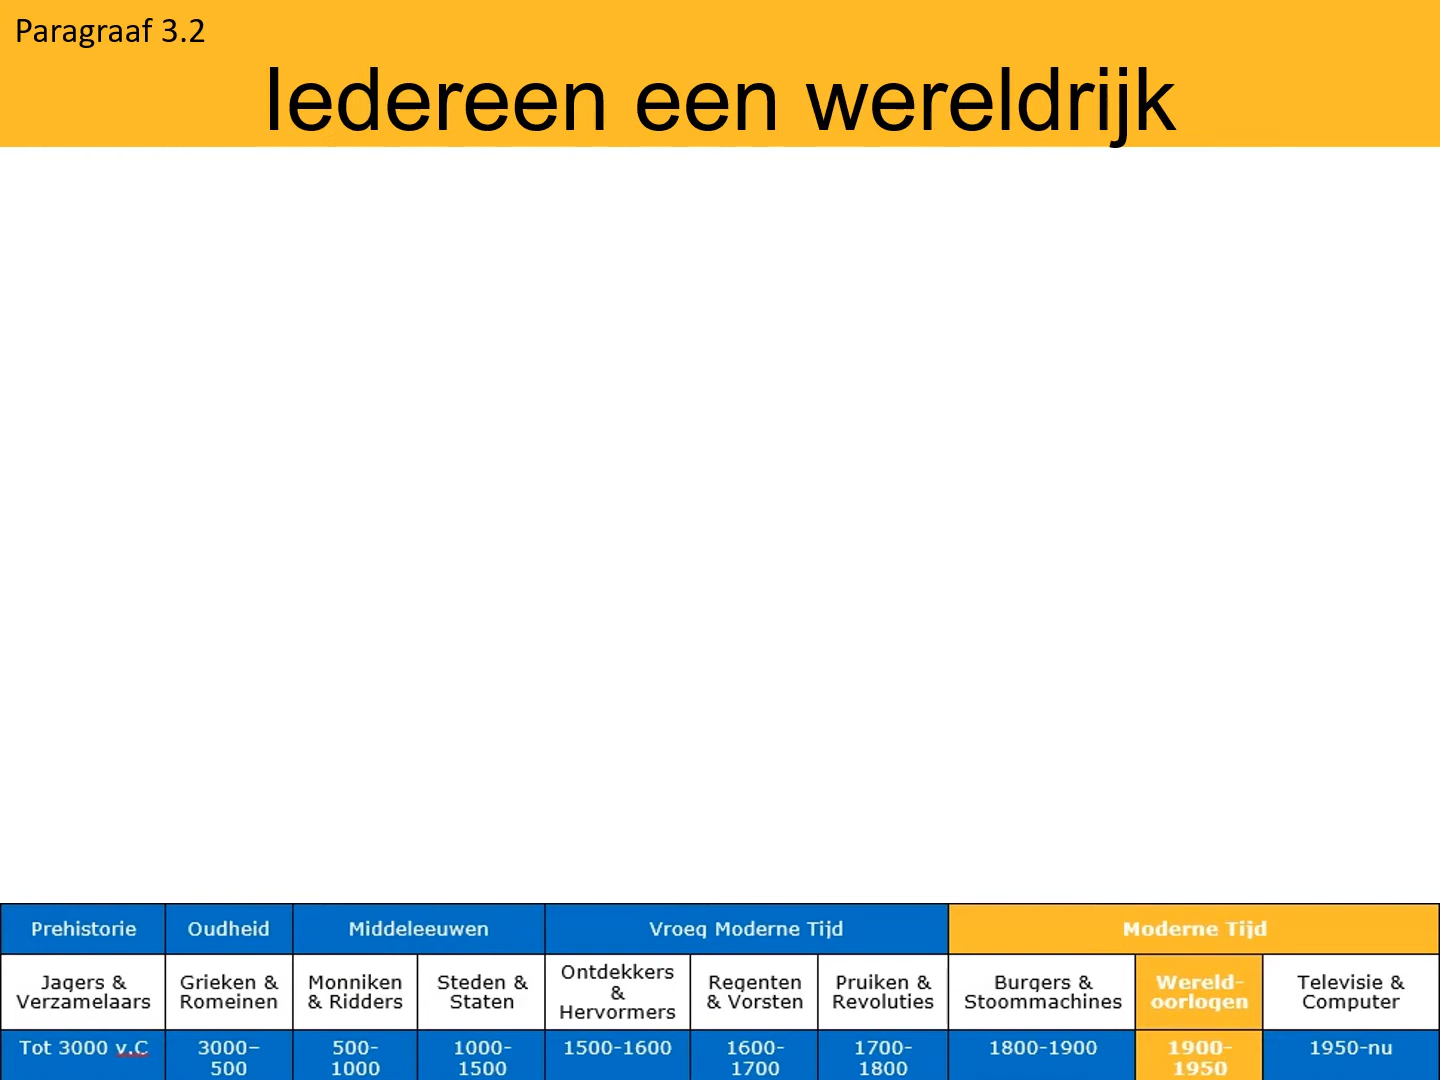 Paragraaf 3.2
Iedereen een wereldrijk
Prehistorie Oudheid Middeleeuwen Vroeg Moderne Tijd Moderne Tijd
Jagers &
Verzamelaars
Grieken &
Romeinen
Monniken
& Ridders
Steden &
Staten
Ontdekkers
&
Hervormers
Regenten
& Vorsten
Pruiken &
Revoluties
Burgers &
Stoommachines
Wereld-
oorlogen
Televisie &
Computer
Tot 3000 v.C
3000–
500
500-
1000
1000-
1500
1500-1600
1600-
1700
1700-
1800
1800-1900
1900-
1950
1950-nu